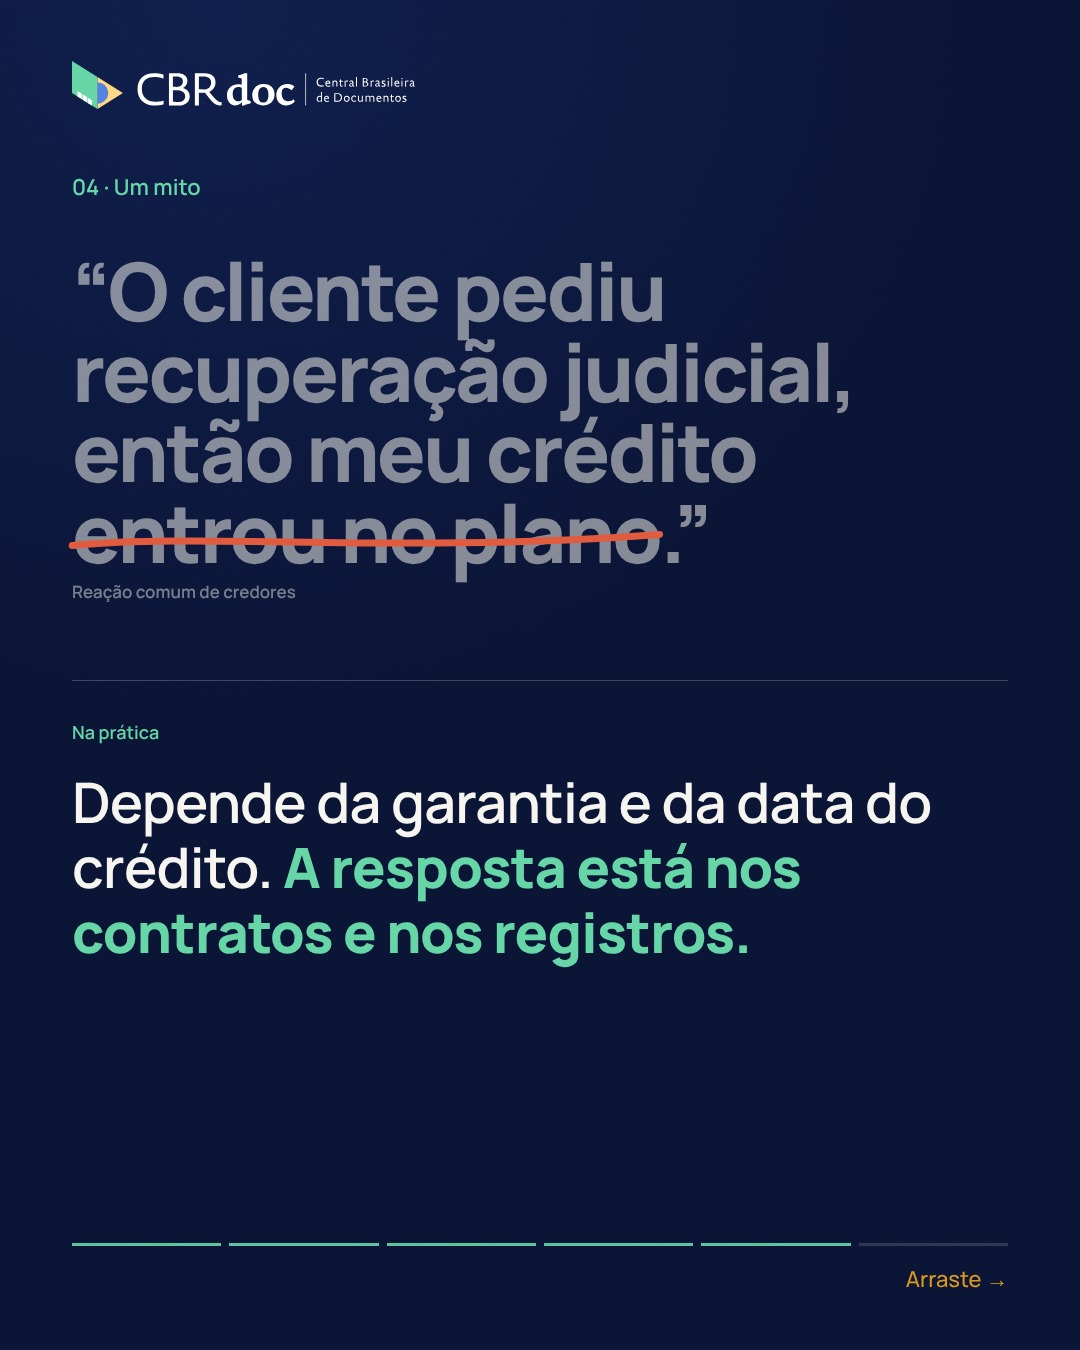 CBRdoc
Central Brasileira
de Documentos
04 · Um mito
“O cliente pediu
recuperação judicial,
então meu crédito
entrou no plano.”
Reação comum de credores
Na prática
Depende da garantia e da data do
crédito. A resposta está nos
contratos e nos registros.
Arraste →